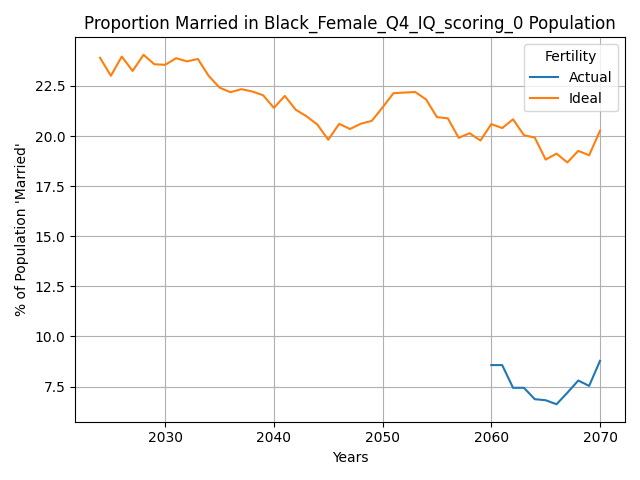 Proportion Married in Black_Female_Q4_IQ_scoring_0 Population
Fertility
Actual
Ideal
% of Population 'Married'
22.5
20.0
17.5
15.0
12.5
10.0
7.5
2030
2040
2050
2060
2070
Years